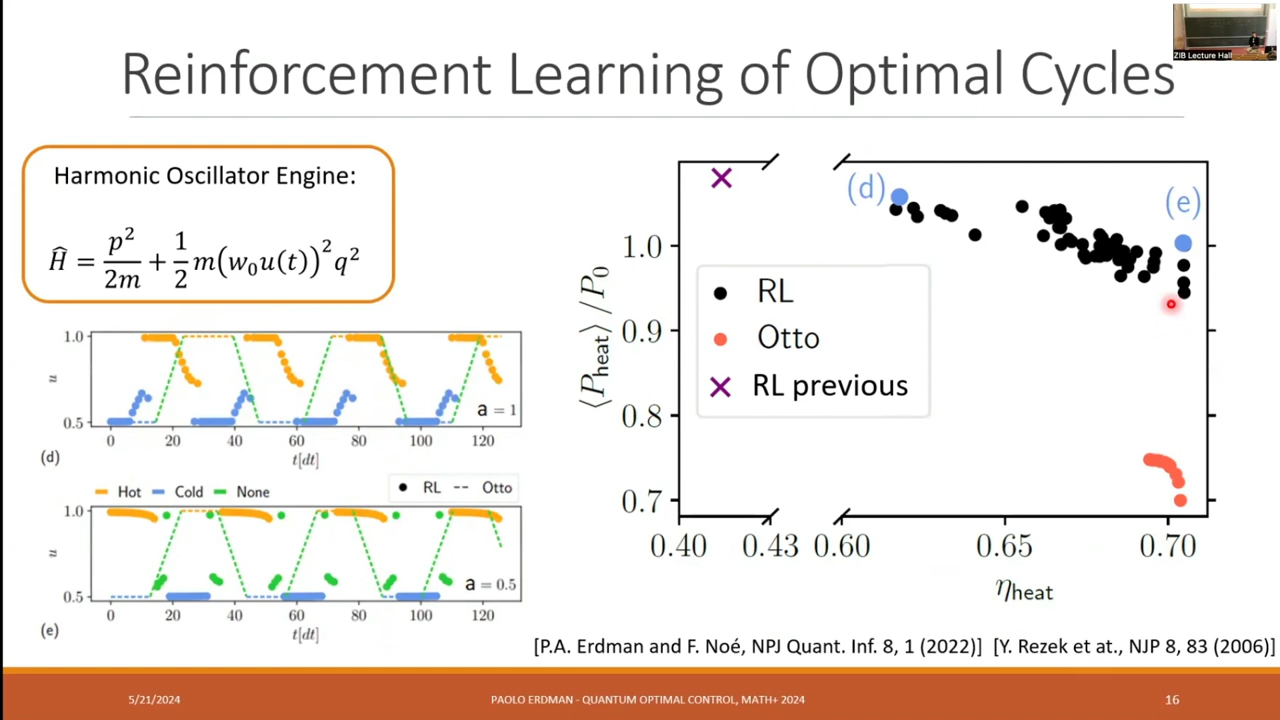 ZIB Lecture Hall
Reinforcement Learning of Optimal Cycles
Harmonic Oscillator Engine:
Ĥ = p²/2m + 1/2 m(w₀u(t))² q²
1.0
u
0.5
a = 1
0 20 40 60 80 100 120
t[dt]
(d)
Hot Cold None
RL Otto
1.0
u
0.5
a = 0.5
0 20 40 60 80 100 120
t[dt]
(e)
(d)
(e)
1.0
0.9
0.8
0.7
⟨P_heat⟩/P₀
RL
Otto
RL previous
0.40 0.43 0.60 0.65 0.70
η_heat
[P.A. Erdman and F. Noé, NPJ Quant. Inf. 8, 1 (2022)] [Y. Rezek et at., NJP 8, 83 (2006)]
5/21/2024 PAOLO ERDMAN - QUANTUM OPTIMAL CONTROL, MATH+ 2024 16